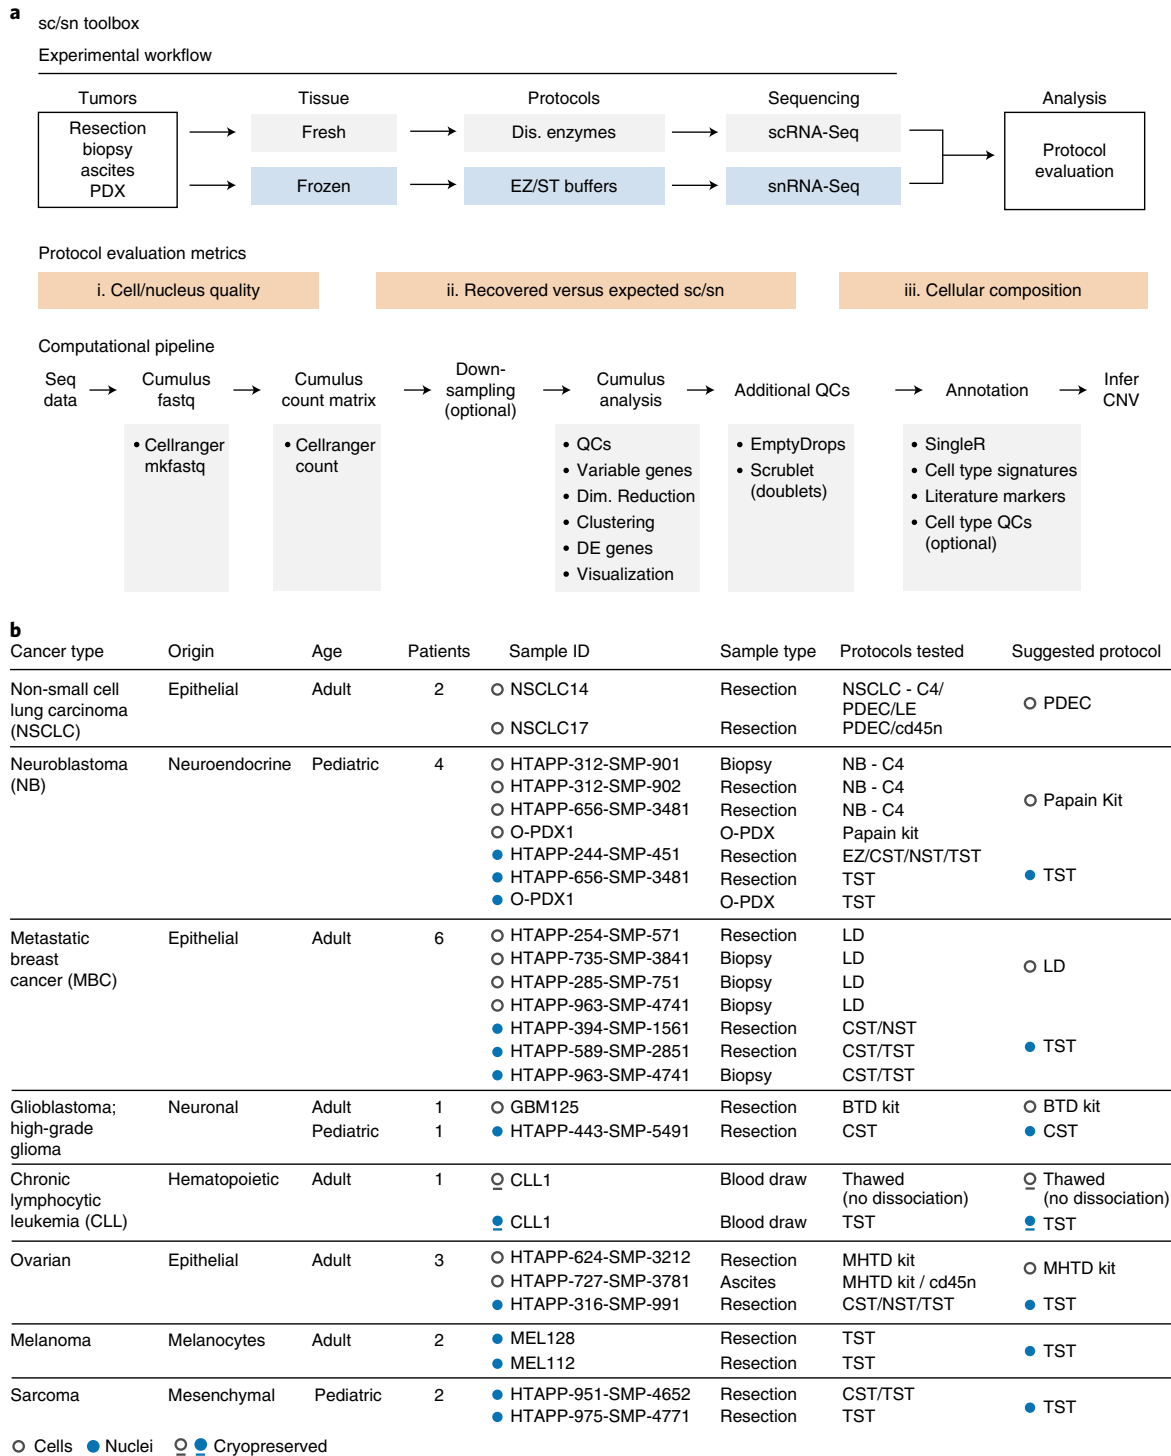 a
sc/sn toolbox
Experimental workflow
Tumors Tissue Protocols Sequencing Analysis
Resection
biopsy
ascites
PDX
Fresh Dis. enzymes scRNA-Seq
Frozen EZ/ST buffers snRNA-Seq
Protocol
evaluation
Protocol evaluation metrics
i. Cell/nucleus quality ii. Recovered versus expected sc/sn iii. Cellular composition
Computational pipeline
Seq
data
Cumulus
fastq
• Cellranger
mkfastq
Cumulus
count matrix
• Cellranger
count
Down-
sampling
(optional)
Cumulus
analysis
• QCs
• Variable genes
• Dim. Reduction
• Clustering
• DE genes
• Visualization
Additional QCs
• EmptyDrops
• Scrublet
(doublets)
Annotation
• SingleR
• Cell type signatures
• Literature markers
• Cell type QCs
(optional)
Infer
CNV
b
Cancer type Origin Age Patients Sample ID Sample type Protocols tested Suggested protocol
Non-small cell
lung carcinoma
(NSCLC)
Epithelial Adult 2
NSCLC14 Resection NSCLC - C4/
PDEC/LE
NSCLC17 Resection PDEC/cd45n
PDEC
Neuroblastoma
(NB)
Neuroendocrine Pediatric 4
HTAPP-312-SMP-901 Biopsy NB - C4
HTAPP-312-SMP-902 Resection NB - C4
HTAPP-656-SMP-3481 Resection NB - C4
O-PDX1 O-PDX Papain kit
HTAPP-244-SMP-451 Resection EZ/CST/NST/TST
HTAPP-656-SMP-3481 Resection TST
O-PDX1 O-PDX TST
Papain Kit
TST
Metastatic
breast
cancer (MBC)
Epithelial Adult 6
HTAPP-254-SMP-571 Resection LD
HTAPP-735-SMP-3841 Biopsy LD
HTAPP-285-SMP-751 Biopsy LD
HTAPP-963-SMP-4741 Biopsy LD
HTAPP-394-SMP-1561 Resection CST/NST
HTAPP-589-SMP-2851 Resection CST/TST
HTAPP-963-SMP-4741 Biopsy CST/TST
LD
TST
Glioblastoma;
high-grade
glioma
Neuronal
Adult 1 GBM125 Resection BTD kit BTD kit
Pediatric 1 HTAPP-443-SMP-5491 Resection CST CST
Chronic
lymphocytic
leukemia (CLL)
Hematopoietic Adult 1
CLL1 Blood draw Thawed
(no dissociation)
Thawed
(no dissociation)
CLL1 Blood draw TST TST
Ovarian Epithelial Adult 3
HTAPP-624-SMP-3212 Resection MHTD kit
HTAPP-727-SMP-3781 Ascites MHTD kit / cd45n
HTAPP-316-SMP-991 Resection CST/NST/TST
MHTD kit
TST
Melanoma Melanocytes Adult 2
MEL128 Resection TST
MEL112 Resection TST
TST
Sarcoma Mesenchymal Pediatric 2
HTAPP-951-SMP-4652 Resection CST/TST
HTAPP-975-SMP-4771 Resection TST
TST
Cells Nuclei Cryopreserved